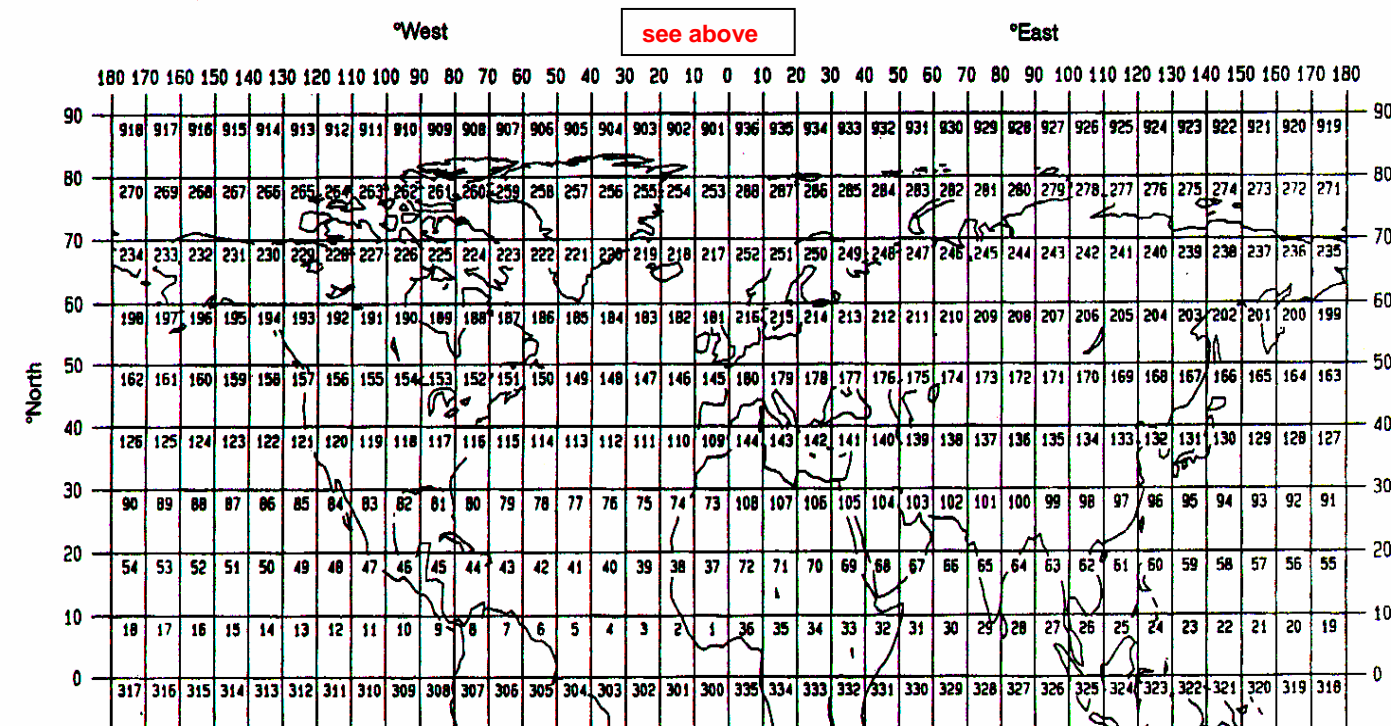 °West see above °East
180 170 160 150 140 130 120 110 100 90 80 70 60 50 40 30 20 10 0 10 20 30 40 50 60 70 80 90 100 110 120 130 140 150 160 170 180
90 90
918 917 916 915 914 913 912 911 910 909 908 907 906 905 904 903 902 901 936 935 934 933 932 931 930 929 928 927 926 925 924 923 922 921 920 919
80 80
270 269 268 267 266 265 264 263 262 261 260 259 258 257 256 255 254 253 288 287 286 285 284 283 282 281 280 279 278 277 276 275 274 273 272 271
70 70
234 233 232 231 230 229 228 227 226 225 224 223 222 221 220 219 218 217 252 251 250 249 248 247 246 245 244 243 242 241 240 239 238 237 236 235
60 60
198 197 196 195 194 193 192 191 190 189 188 187 186 185 184 183 182 181 216 215 214 213 212 211 210 209 208 207 206 205 204 203 202 201 200 199
50 50
162 161 160 159 158 157 156 155 154 153 152 151 150 149 148 147 146 145 180 179 178 177 176 175 174 173 172 171 170 169 168 167 166 165 164 163
°North
40 40
126 125 124 123 122 121 120 119 118 117 116 115 114 113 112 111 110 109 144 143 142 141 140 139 138 137 136 135 134 133 132 131 130 129 128 127
30 30
90 89 88 87 86 85 84 83 82 81 80 79 78 77 76 75 74 73 108 107 106 105 104 103 102 101 100 99 98 97 96 95 94 93 92 91
20 20
54 53 52 51 50 49 48 47 46 45 44 43 42 41 40 39 38 37 72 71 70 69 68 67 66 65 64 63 62 61 60 59 58 57 56 55
10 10
18 17 16 15 14 13 12 11 10 9 8 7 6 5 4 3 2 1 36 35 34 33 32 31 30 29 28 27 26 25 24 23 22 21 20 19
0 0
317 316 315 314 313 312 311 310 309 308 307 306 305 304 303 302 301 300 335 334 333 332 331 330 329 328 327 326 325 324 323 322 321 320 319 318